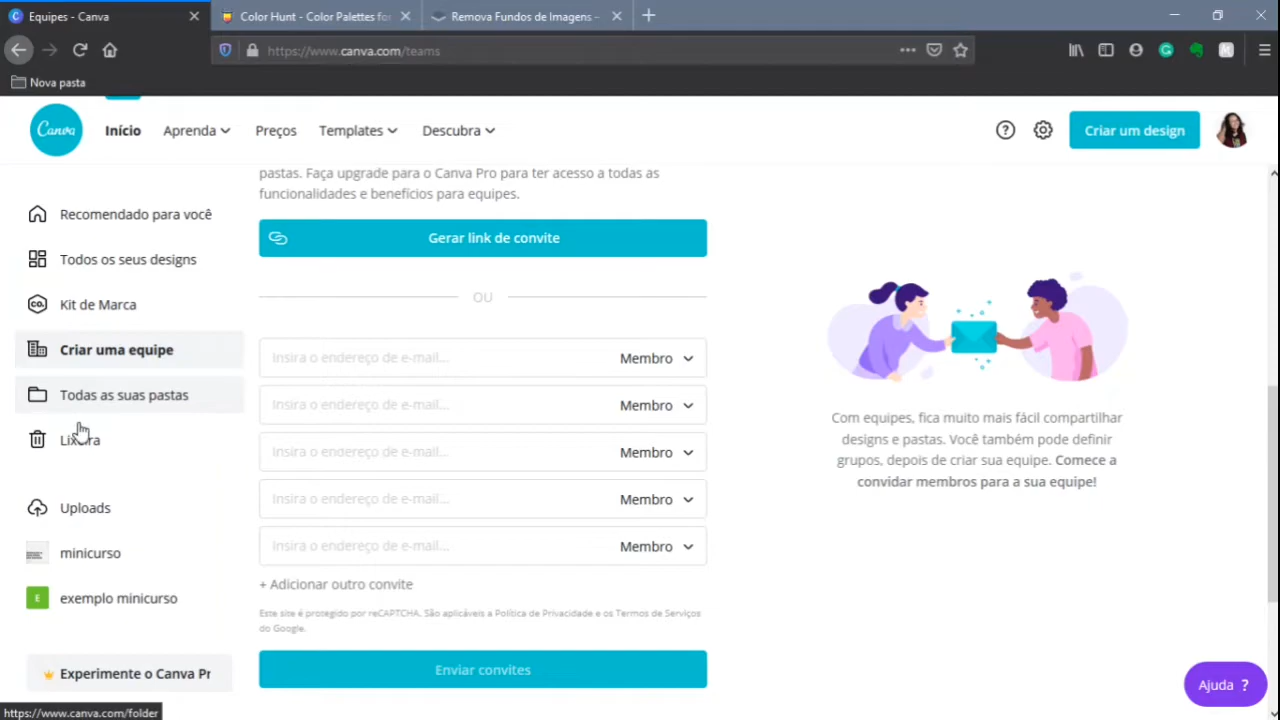 Equipes - Canva
Color Hunt - Color Palettes fo
Remova Fundos de Imagens -
https://www.canva.com/teams
Nova pasta
Canva
Início
Aprenda
Preços
Templates
Descubra
Criar um design
pastas. Faça upgrade para o Canva Pro para ter acesso a todas as
funcionalidades e benefícios para equipes.
Recomendado para você
Todos os seus designs
CO.
Kit de Marca
Criar uma equipe
Todas as suas pastas
Lixeira
Uploads
minicurso
E
exemplo minicurso
Experimente o Canva Pr
https://www.canva.com/folder
Gerar link de convite
OU
Insira o endereço de e-mail...
Membro
Insira o endereço de e-mail...
Membro
Insira o endereço de e-mail...
Membro
Insira o endereço de e-mail...
Membro
Insira o endereço de e-mail...
Membro
+ Adicionar outro convite
Este site é protegido por reCAPTCHA. São aplicáveis a Política de Privacidade e os Termos de Serviços
do Google.
Enviar convites
Com equipes, fica muito mais fácil compartilhar
designs e pastas. Você também pode definir
grupos, depois de criar sua equipe. Comece a
convidar membros para a sua equipe!
Ajuda ?